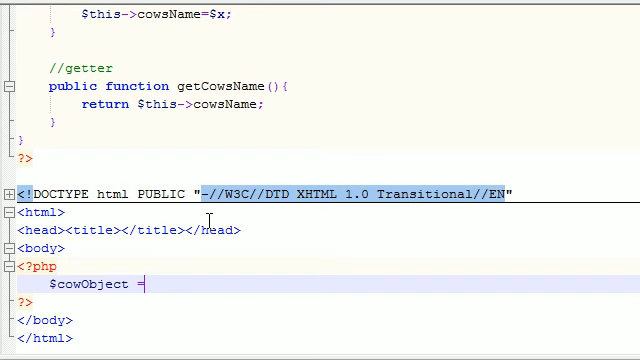 $this->cowsName=$x;
}
//getter
public function getCowsName(){
return $this->cowsName;
}
}
?>
<!DOCTYPE html PUBLIC "-//W3C//DTD XHTML 1.0 Transitional//EN"
<html>
<head><title></title></head>
<body>
<?php
$cowObject =
?>
</body>
</html>